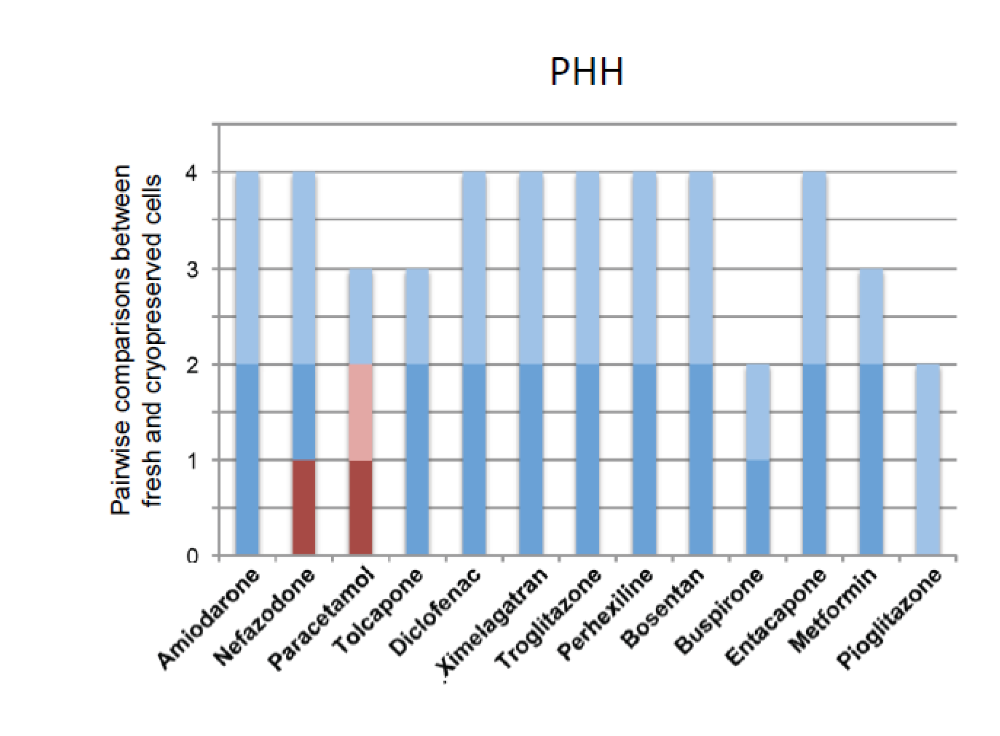 PHH
Pairwise comparisons between
fresh and cryopreserved cells
4
3
2
1
0
Amiodarone
Nefazodone
Paracetamol
Tolcapone
Diclofenac
Ximelagatran
Troglitazone
Perhexiline
Bosentan
Buspirone
Entacapone
Metformin
Pioglitazone